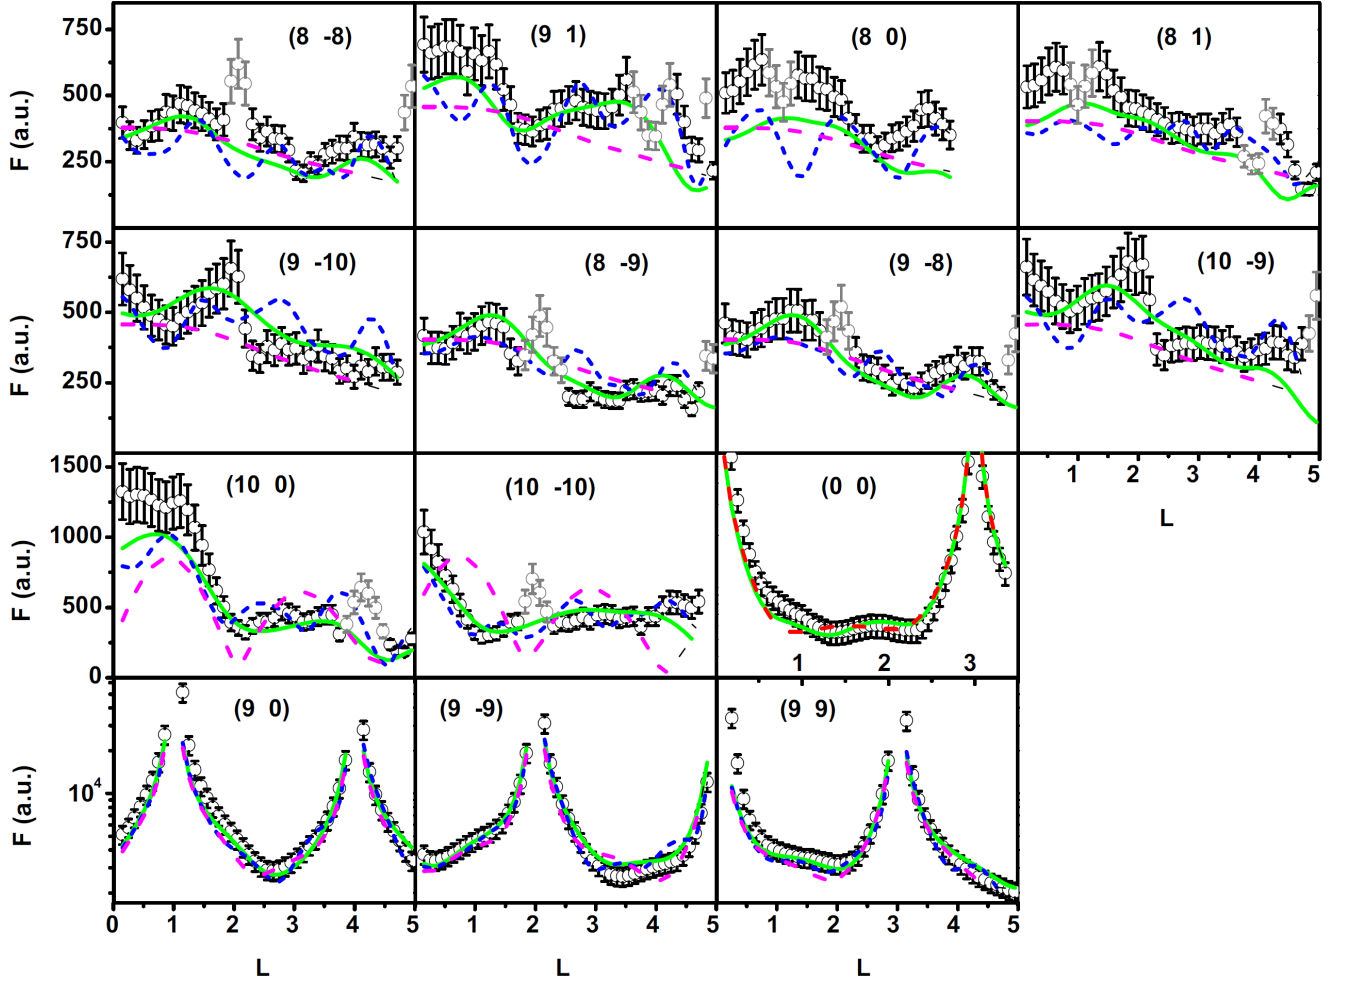 750
500
250
F (a.u.)
(8 -8)
(9 1)
(8 0)
(8 1)
750
500
250
F (a.u.)
(9 -10)
(8 -9)
(9 -8)
(10 -9)
1 2 3 4 5
L
1500
1000
500
0
F (a.u.)
(10 0)
(10 -10)
(0 0)
1 2 3
10^4
F (a.u.)
(9 0)
(9 -9)
(9 9)
0 1 2 3 4 5
1 2 3 4 5
1 2 3 4 5
L
L
L